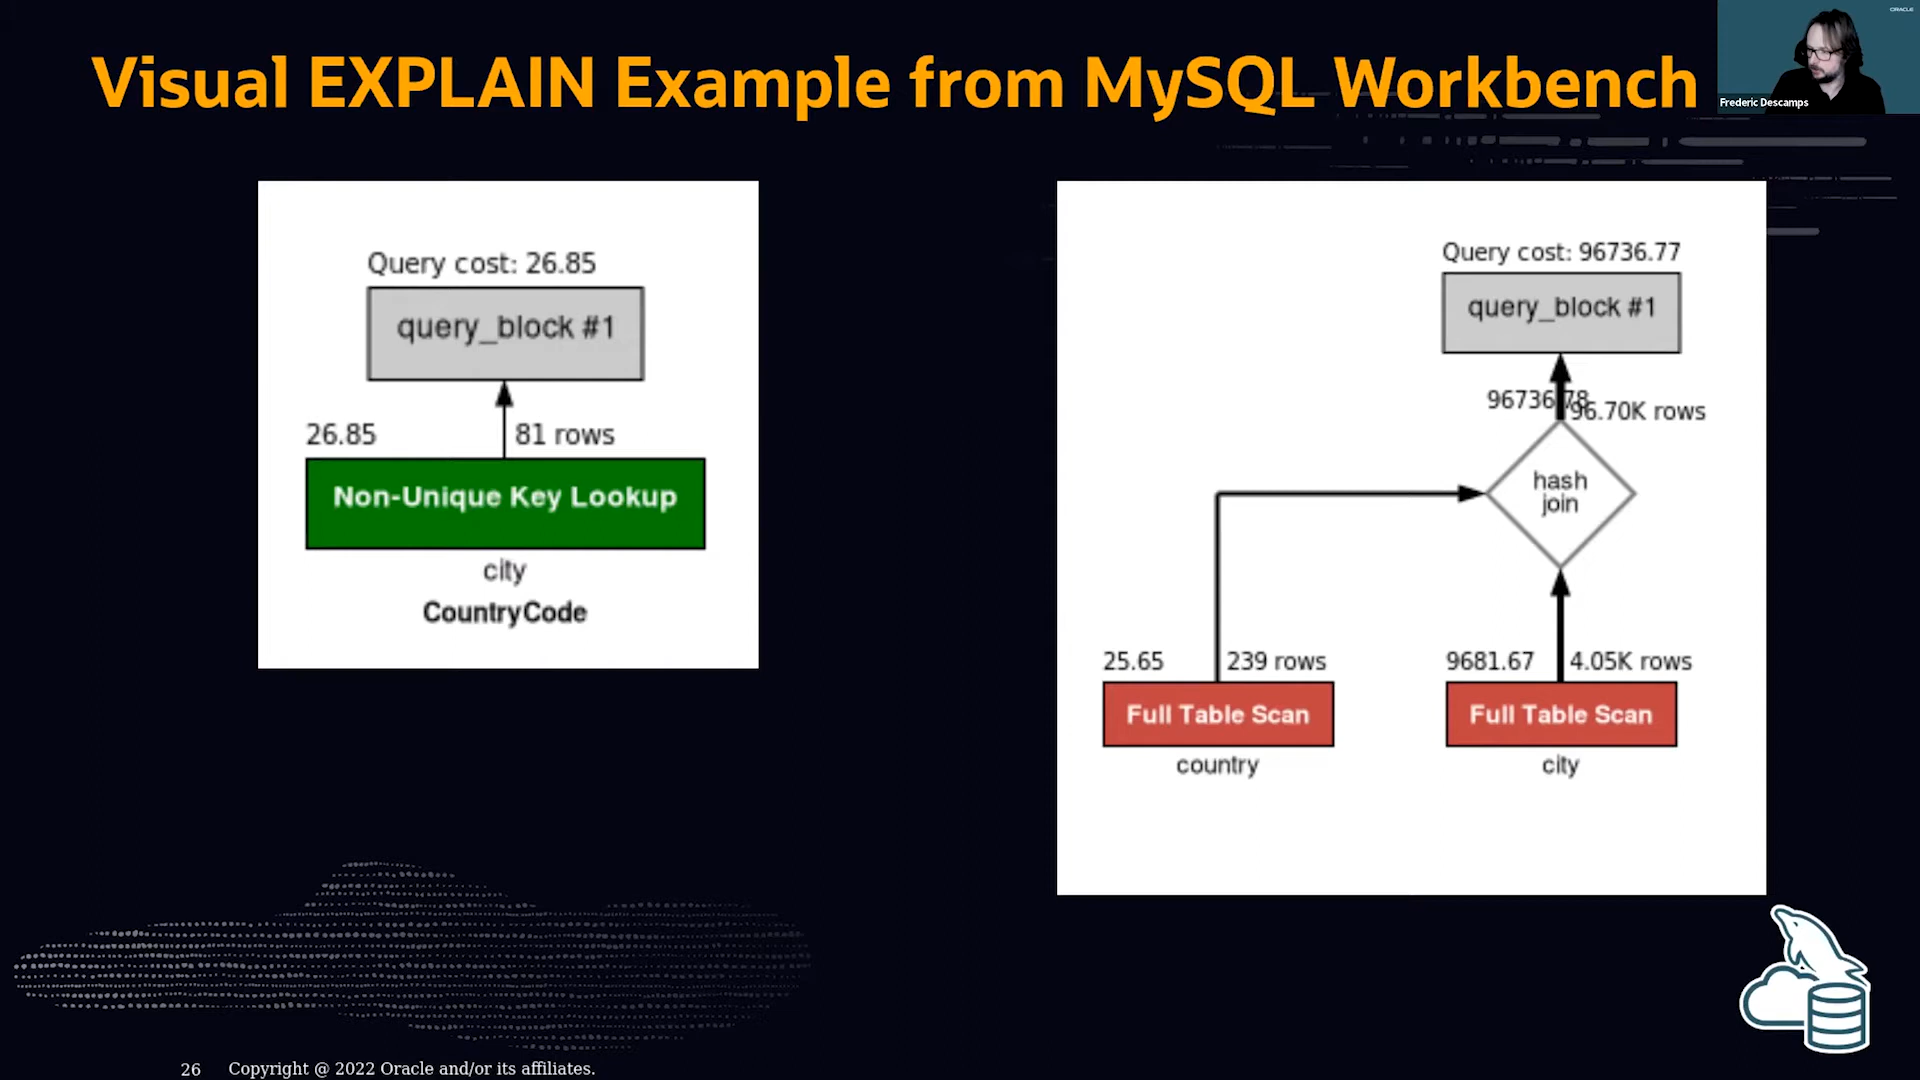 Visual EXPLAIN Example from MySQL Workbench
ORACLE
Frederic Descamps
Query cost: 26.85
query_block #1
26.85
81 rows
Non-Unique Key Lookup
city
CountryCode
Query cost: 96736.77
query_block #1
96736.78
96.70K rows
hash
join
25.65
239 rows
9681.67
4.05K rows
Full Table Scan
Full Table Scan
country
city
26
Copyright @ 2022 Oracle and/or its affiliates.